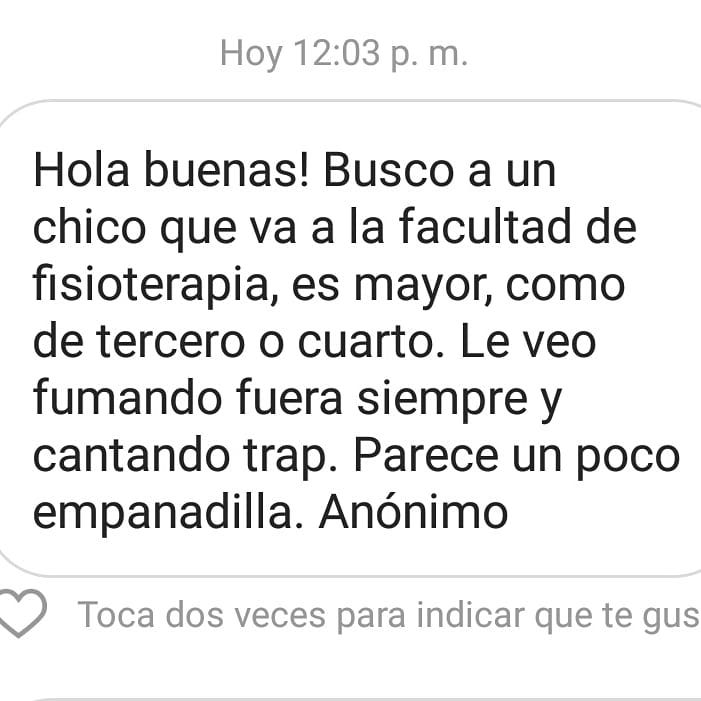 Hoy 12:03 p. m.
Hola buenas! Busco a un
chico que va a la facultad de
fisioterapia, es mayor, como
de tercero o cuarto. Le veo
fumando fuera siempre y
cantando trap. Parece un poco
empanadilla. Anónimo
Toca dos veces para indicar que te gus